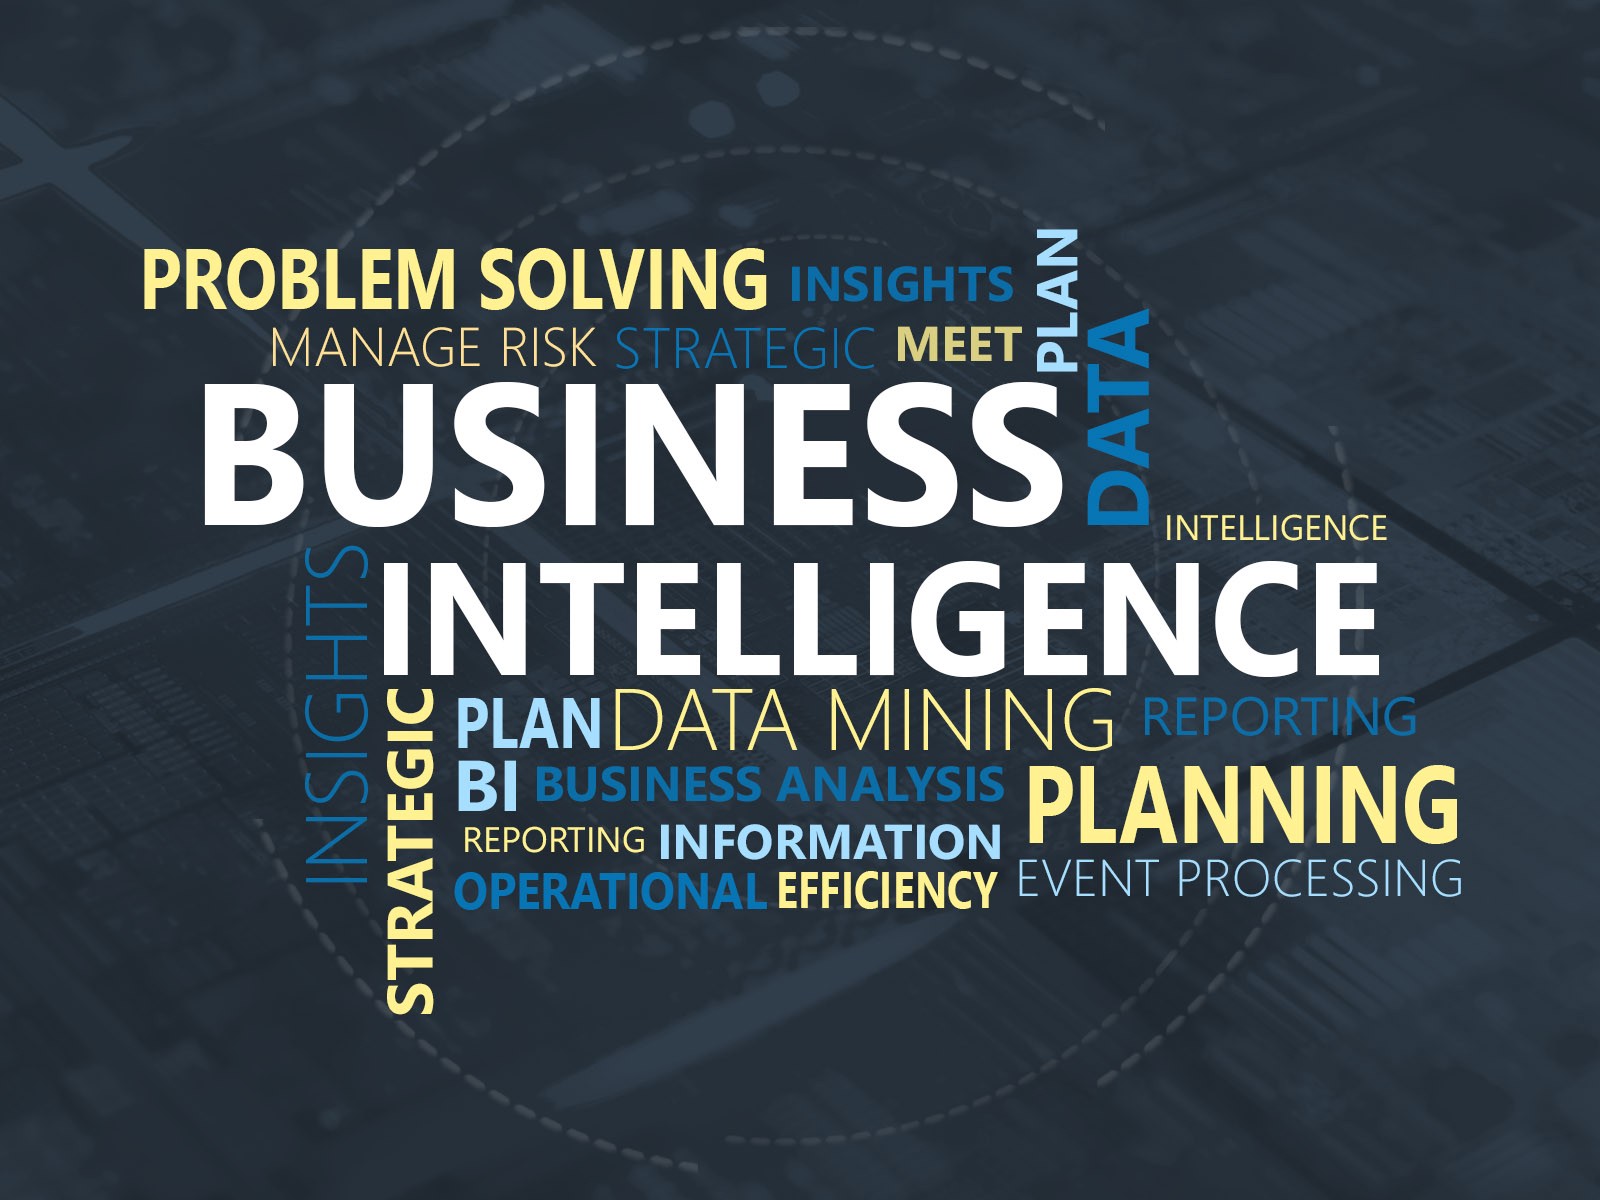 PROBLEM SOLVING INSIGHTS
PLAN
MANAGE RISK STRATEGIC MEET
DATA
BUSINESS
INTELLIGENCE
INSIGHTS
INTELLIGENCE
STRATEGIC
PLAN DATA MINING REPORTING
BI BUSINESS ANALYSIS
PLANNING
REPORTING INFORMATION
OPERATIONAL EFFICIENCY
EVENT PROCESSING